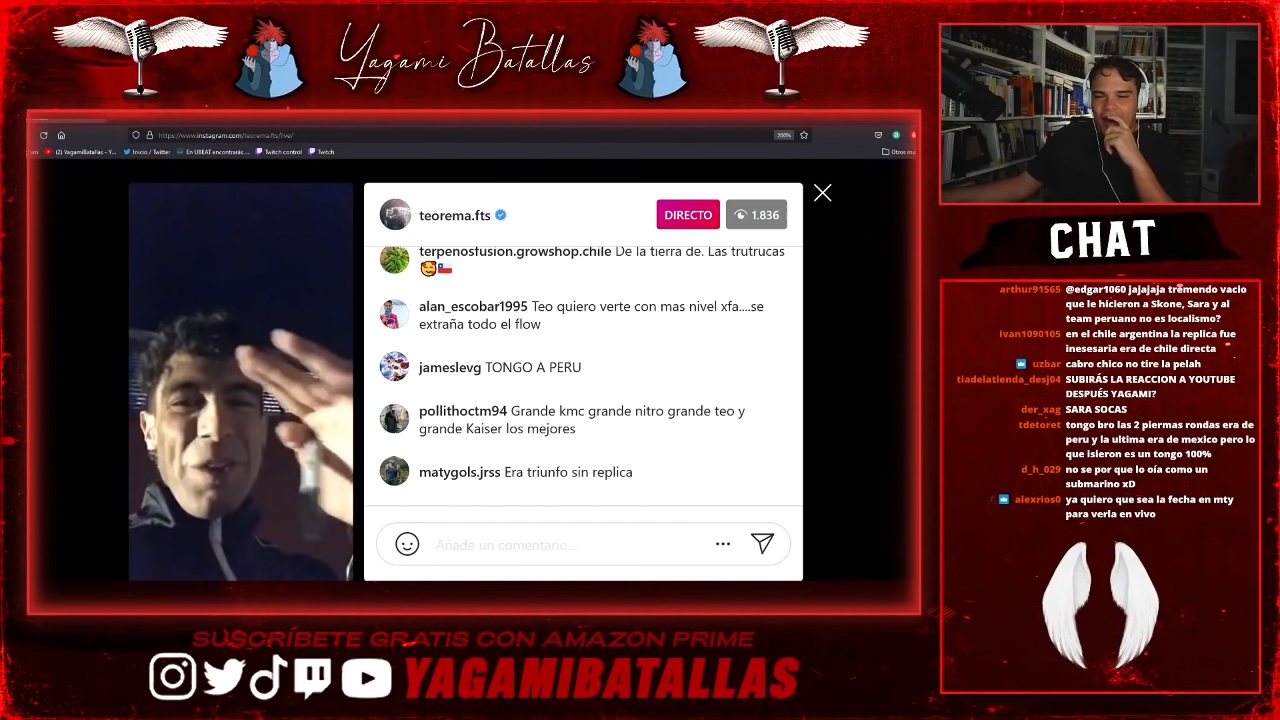 Yagami Batallas
https://www.instagram.com/teorema.fts/live/
200%
(2) YagamiBatallas - Y...
Inicio / Twitter
En UBEAT encontrarás ...
Twitch control
Twitch
Otros ma
teorema.fts
DIRECTO
1.836
terpenosfusion.growshop.chile De la tierra de. Las trutrucas
alan_escobar1995 Teo quiero verte con mas nivel xfa....se
extraña todo el flow
jameslevg TONGO A PERU
pollithoctm94 Grande kmc grande nitro grande teo y
grande Kaiser los mejores
matygols.jrss Era triunfo sin replica
Añade un comentario...
SUSCRÍBETE GRATIS CON AMAZON PRIME
YAGAMIBATALLAS
CHAT
arthur91565 @edgar1060 jajajaja tremendo vacio
que le hicieron a Skone, Sara y al
team peruano no es localismo?
ivan1090105 en el chile argentina la replica fue
inesesaria era de chile directa
uzbar cabro chico no tire la pelah
tiadelatienda_desj04 SUBIRÁS LA REACCION A YOUTUBE
DESPUÉS YAGAMI?
der_xag SARA SOCAS
tdetoret tongo bro las 2 piermas rondas era de
peru y la ultima era de mexico pero lo
que isieron es un tongo 100%
d_h_029 no se por que lo oía como un
submarino xD
alexrios0 ya quiero que sea la fecha en mty
para verla en vivo